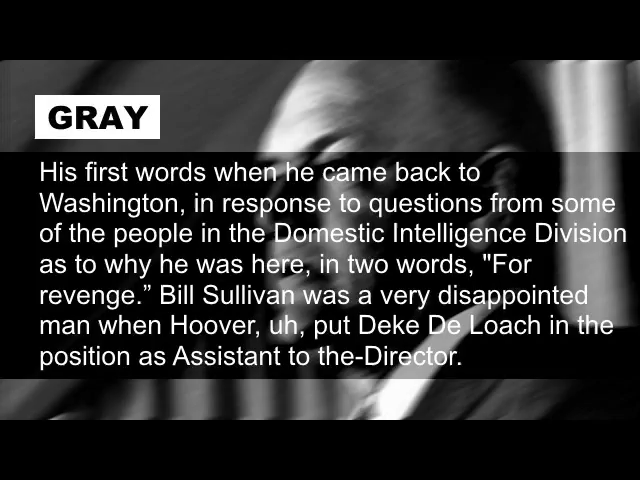 GRAY
His first words when he came back to
Washington, in response to questions from some
of the people in the Domestic Intelligence Division
as to why he was here, in two words, "For
revenge.” Bill Sullivan was a very disappointed
man when Hoover, uh, put Deke De Loach in the
position as Assistant to the-Director.